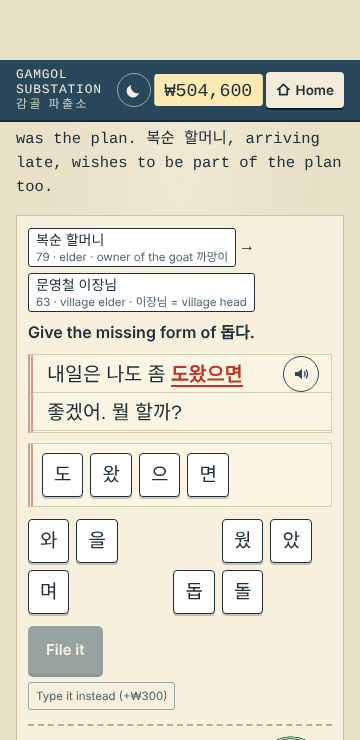 GAMGOL
SUBSTATION
감골 파출소
₩504,600
Home
was the plan. 복순 할머니, arriving
late, wishes to be part of the plan
too.
복순 할머니
79 · elder · owner of the goat 까망이
→
문영철 이장님
63 · village elder · 이장님 = village head
Give the missing form of 돕다.
내일은 나도 좀 도왔으면
좋겠어. 뭘 할까?
도 왔 으 면
와 을 웠 았
며 돕 돌
File it
Type it instead (+₩300)